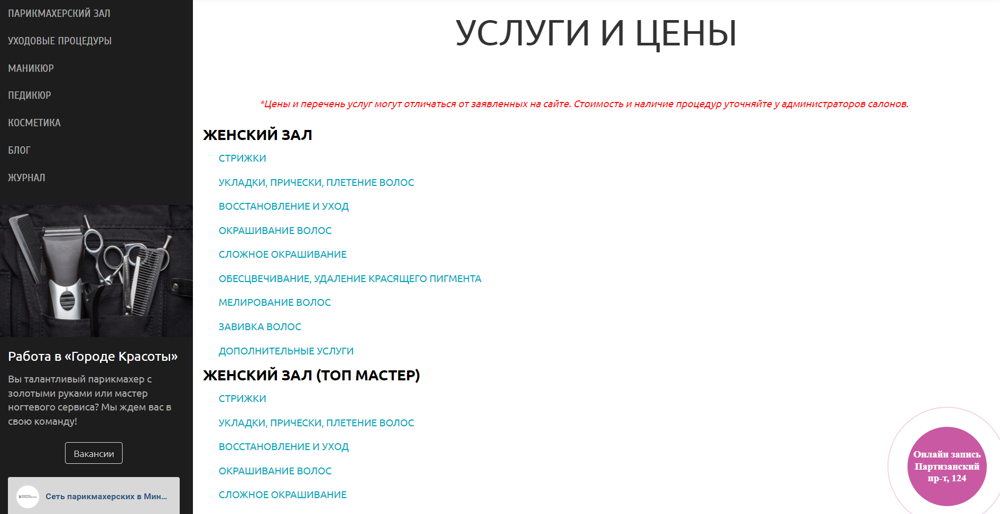 ПАРИКМАХЕРСКИЙ ЗАЛ
УХОДОВЫЕ ПРОЦЕДУРЫ
МАНИКЮР
ПЕДИКЮР
КОСМЕТИКА
БЛОГ
ЖУРНАЛ
Работа в «Городе Красоты»
Вы талантливый парикмахер с
золотыми руками или мастер
ногтевого сервиса? Мы ждем вас в
свою команду!
Вакансии
Сеть парикмахерских в Мин...
УСЛУГИ И ЦЕНЫ
*Цены и перечень услуг могут отличаться от заявленных на сайте. Стоимость и наличие процедур уточняйте у администраторов салонов.
ЖЕНСКИЙ ЗАЛ
СТРИЖКИ
УКЛАДКИ, ПРИЧЕСКИ, ПЛЕТЕНИЕ ВОЛОС
ВОССТАНОВЛЕНИЕ И УХОД
ОКРАШИВАНИЕ ВОЛОС
СЛОЖНОЕ ОКРАШИВАНИЕ
ОБЕСЦВЕЧИВАНИЕ, УДАЛЕНИЕ КРАСЯЩЕГО ПИГМЕНТА
МЕЛИРОВАНИЕ ВОЛОС
ЗАВИВКА ВОЛОС
ДОПОЛНИТЕЛЬНЫЕ УСЛУГИ
ЖЕНСКИЙ ЗАЛ (ТОП МАСТЕР)
СТРИЖКИ
УКЛАДКИ, ПРИЧЕСКИ, ПЛЕТЕНИЕ ВОЛОС
ВОССТАНОВЛЕНИЕ И УХОД
ОКРАШИВАНИЕ ВОЛОС
СЛОЖНОЕ ОКРАШИВАНИЕ
Онлайн запись
Партизанский
пр-т, 124